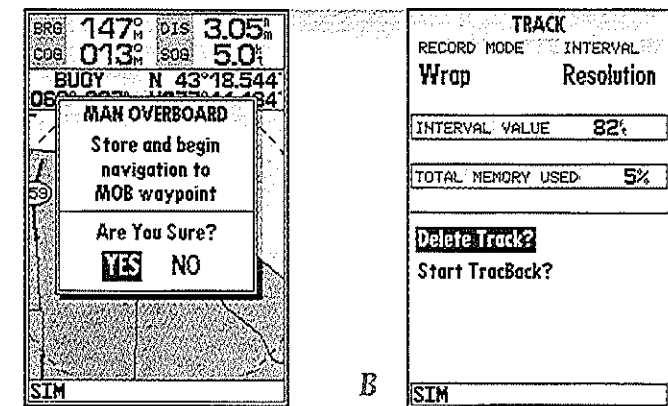 BRG 147°M DIS 3.05nm
COG 013°M SOG 5.0kt
BUOY N 43°18.544'
MAN OVERBOARD
Store and begin
navigation to
MOB waypoint
Are You Sure?
YES NO
59
SIM
B
TRACK
RECORD MODE INTERVAL
Wrap Resolution
INTERVAL VALUE 82ft
TOTAL MEMORY USED 5%
Delete Track?
Start TracBack?
SIM